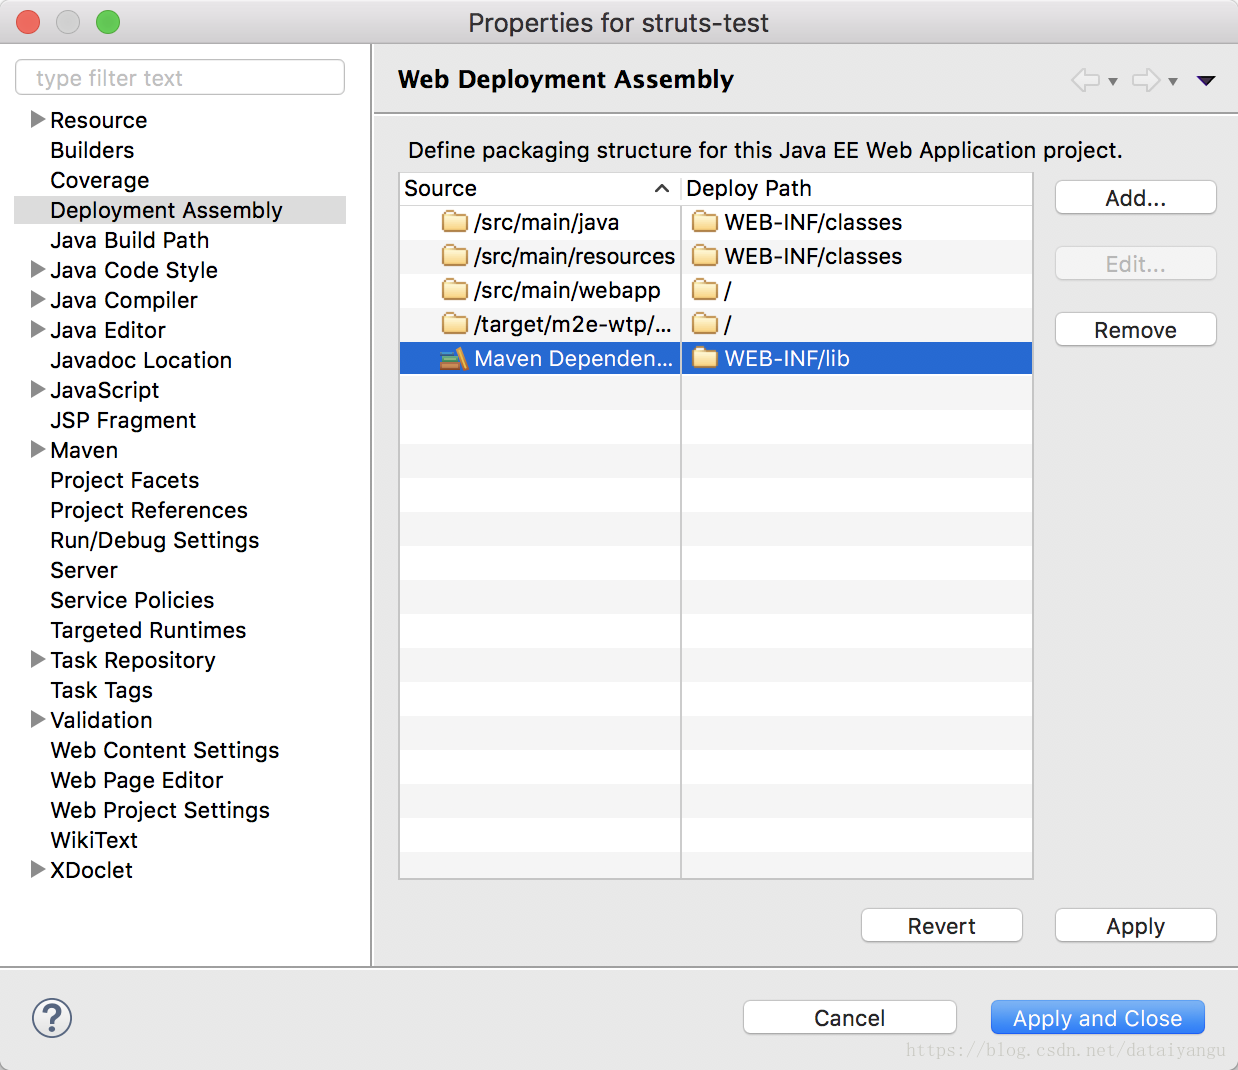 Properties for struts-test
type filter text
Resource
Builders
Coverage
Deployment Assembly
Java Build Path
Java Code Style
Java Compiler
Java Editor
Javadoc Location
JavaScript
JSP Fragment
Maven
Project Facets
Project References
Run/Debug Settings
Server
Service Policies
Targeted Runtimes
Task Repository
Task Tags
Validation
Web Content Settings
Web Page Editor
Web Project Settings
WikiText
XDoclet
Web Deployment Assembly
Define packaging structure for this Java EE Web Application project.
Source Deploy Path
/src/main/java WEB-INF/classes
/src/main/resources WEB-INF/classes
/src/main/webapp /
/target/m2e-wtp/... /
Maven Dependen... WEB-INF/lib
Add...
Edit...
Remove
Revert Apply
? Cancel Apply and Close
https://blog.csdn.net/dataiyangu